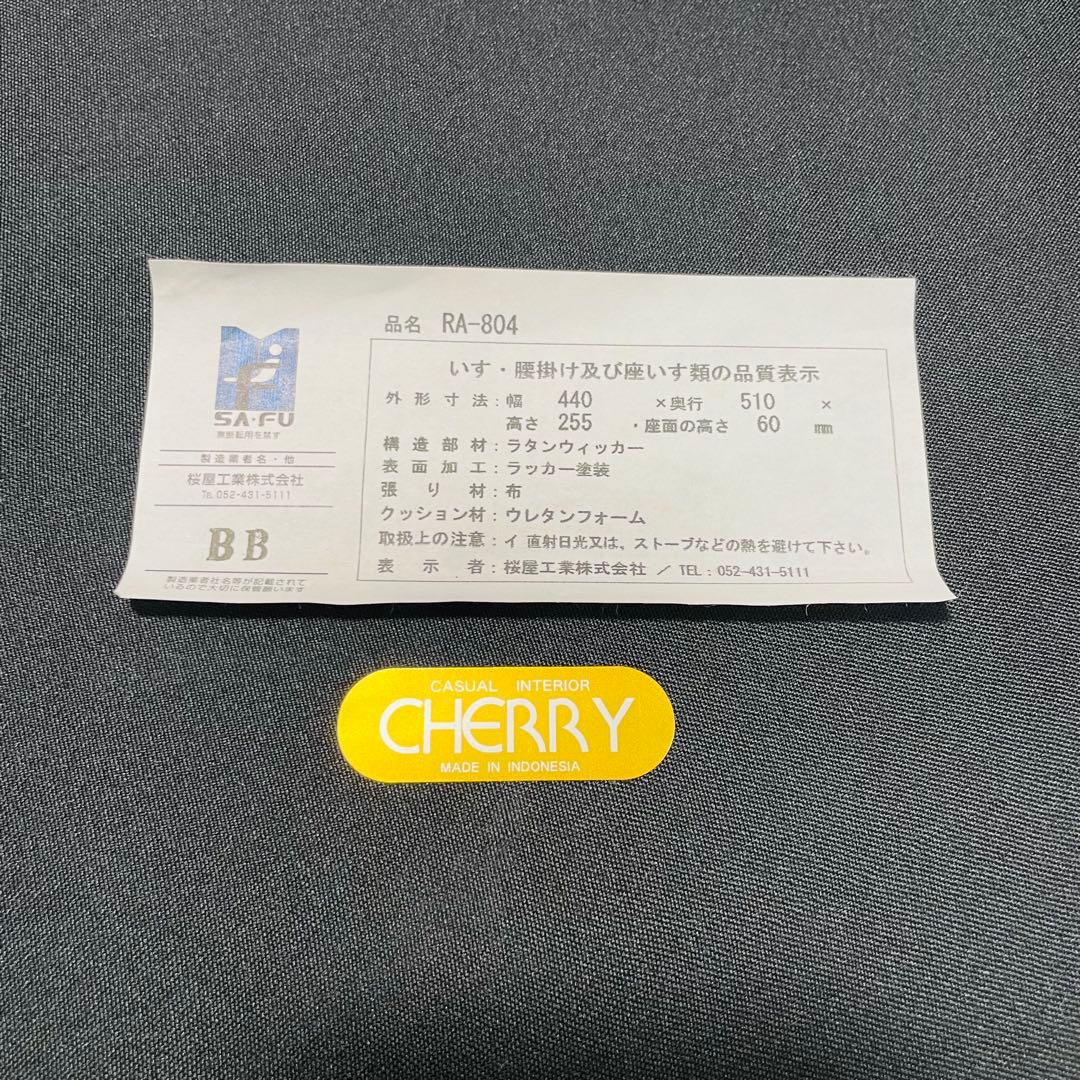 SA・FU
無断転用を禁ず
製造業者名・他
桜屋工業株式会社
TEL 052-431-5111
BB
製造業者社名等が記載されて
いるので大切に保管願います
品名 RA-804
いす・腰掛け及び座いす類の品質表示
外形寸法:幅 440 ×奥行 510 ×
高さ 255 ・座面の高さ 60 mm
構造部材:ラタンウィッカー
表面加工:ラッカー塗装
張り材:布
クッション材:ウレタンフォーム
取扱上の注意:イ 直射日光又は、ストーブなどの熱を避けて下さい。
表示者:桜屋工業株式会社 / TEL:052-431-5111
CASUAL INTERIOR
CHERRY
MADE IN INDONESIA